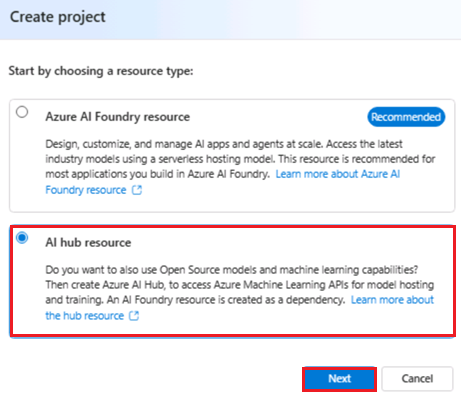 Create project
Start by choosing a resource type:
Azure AI Foundry resource
Recommended
Design, customize, and manage AI apps and agents at scale. Access the latest
industry models using a serverless hosting model. This resource is recommended for
most applications you build in Azure AI Foundry. Learn more about Azure AI
Foundry resource
AI hub resource
Do you want to also use Open Source models and machine learning capabilities?
Then create Azure AI Hub, to access Azure Machine Learning APIs for model hosting
and training. An AI Foundry resource is created as a dependency. Learn more about
the hub resource
Next
Cancel